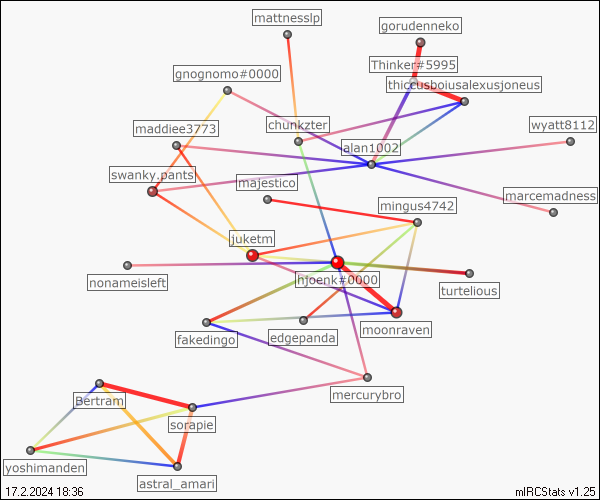 mattnesslp
gorudenneko
Thinker#5995
gnognomo#0000
thiccusboiusalexusjoneus
chunkzter
wyatt8112
maddiee3773
alan1002
swanky.pants
majestico
marcemadness
mingus4742
juketm
hjoenk#0000
nonameisleft
turtelious
moonraven
fakedingo
edgepanda
mercurybro
Bertram
sorapie
yoshimanden
astral_amari
17.2.2024 18:36
mIRCStats v1.25